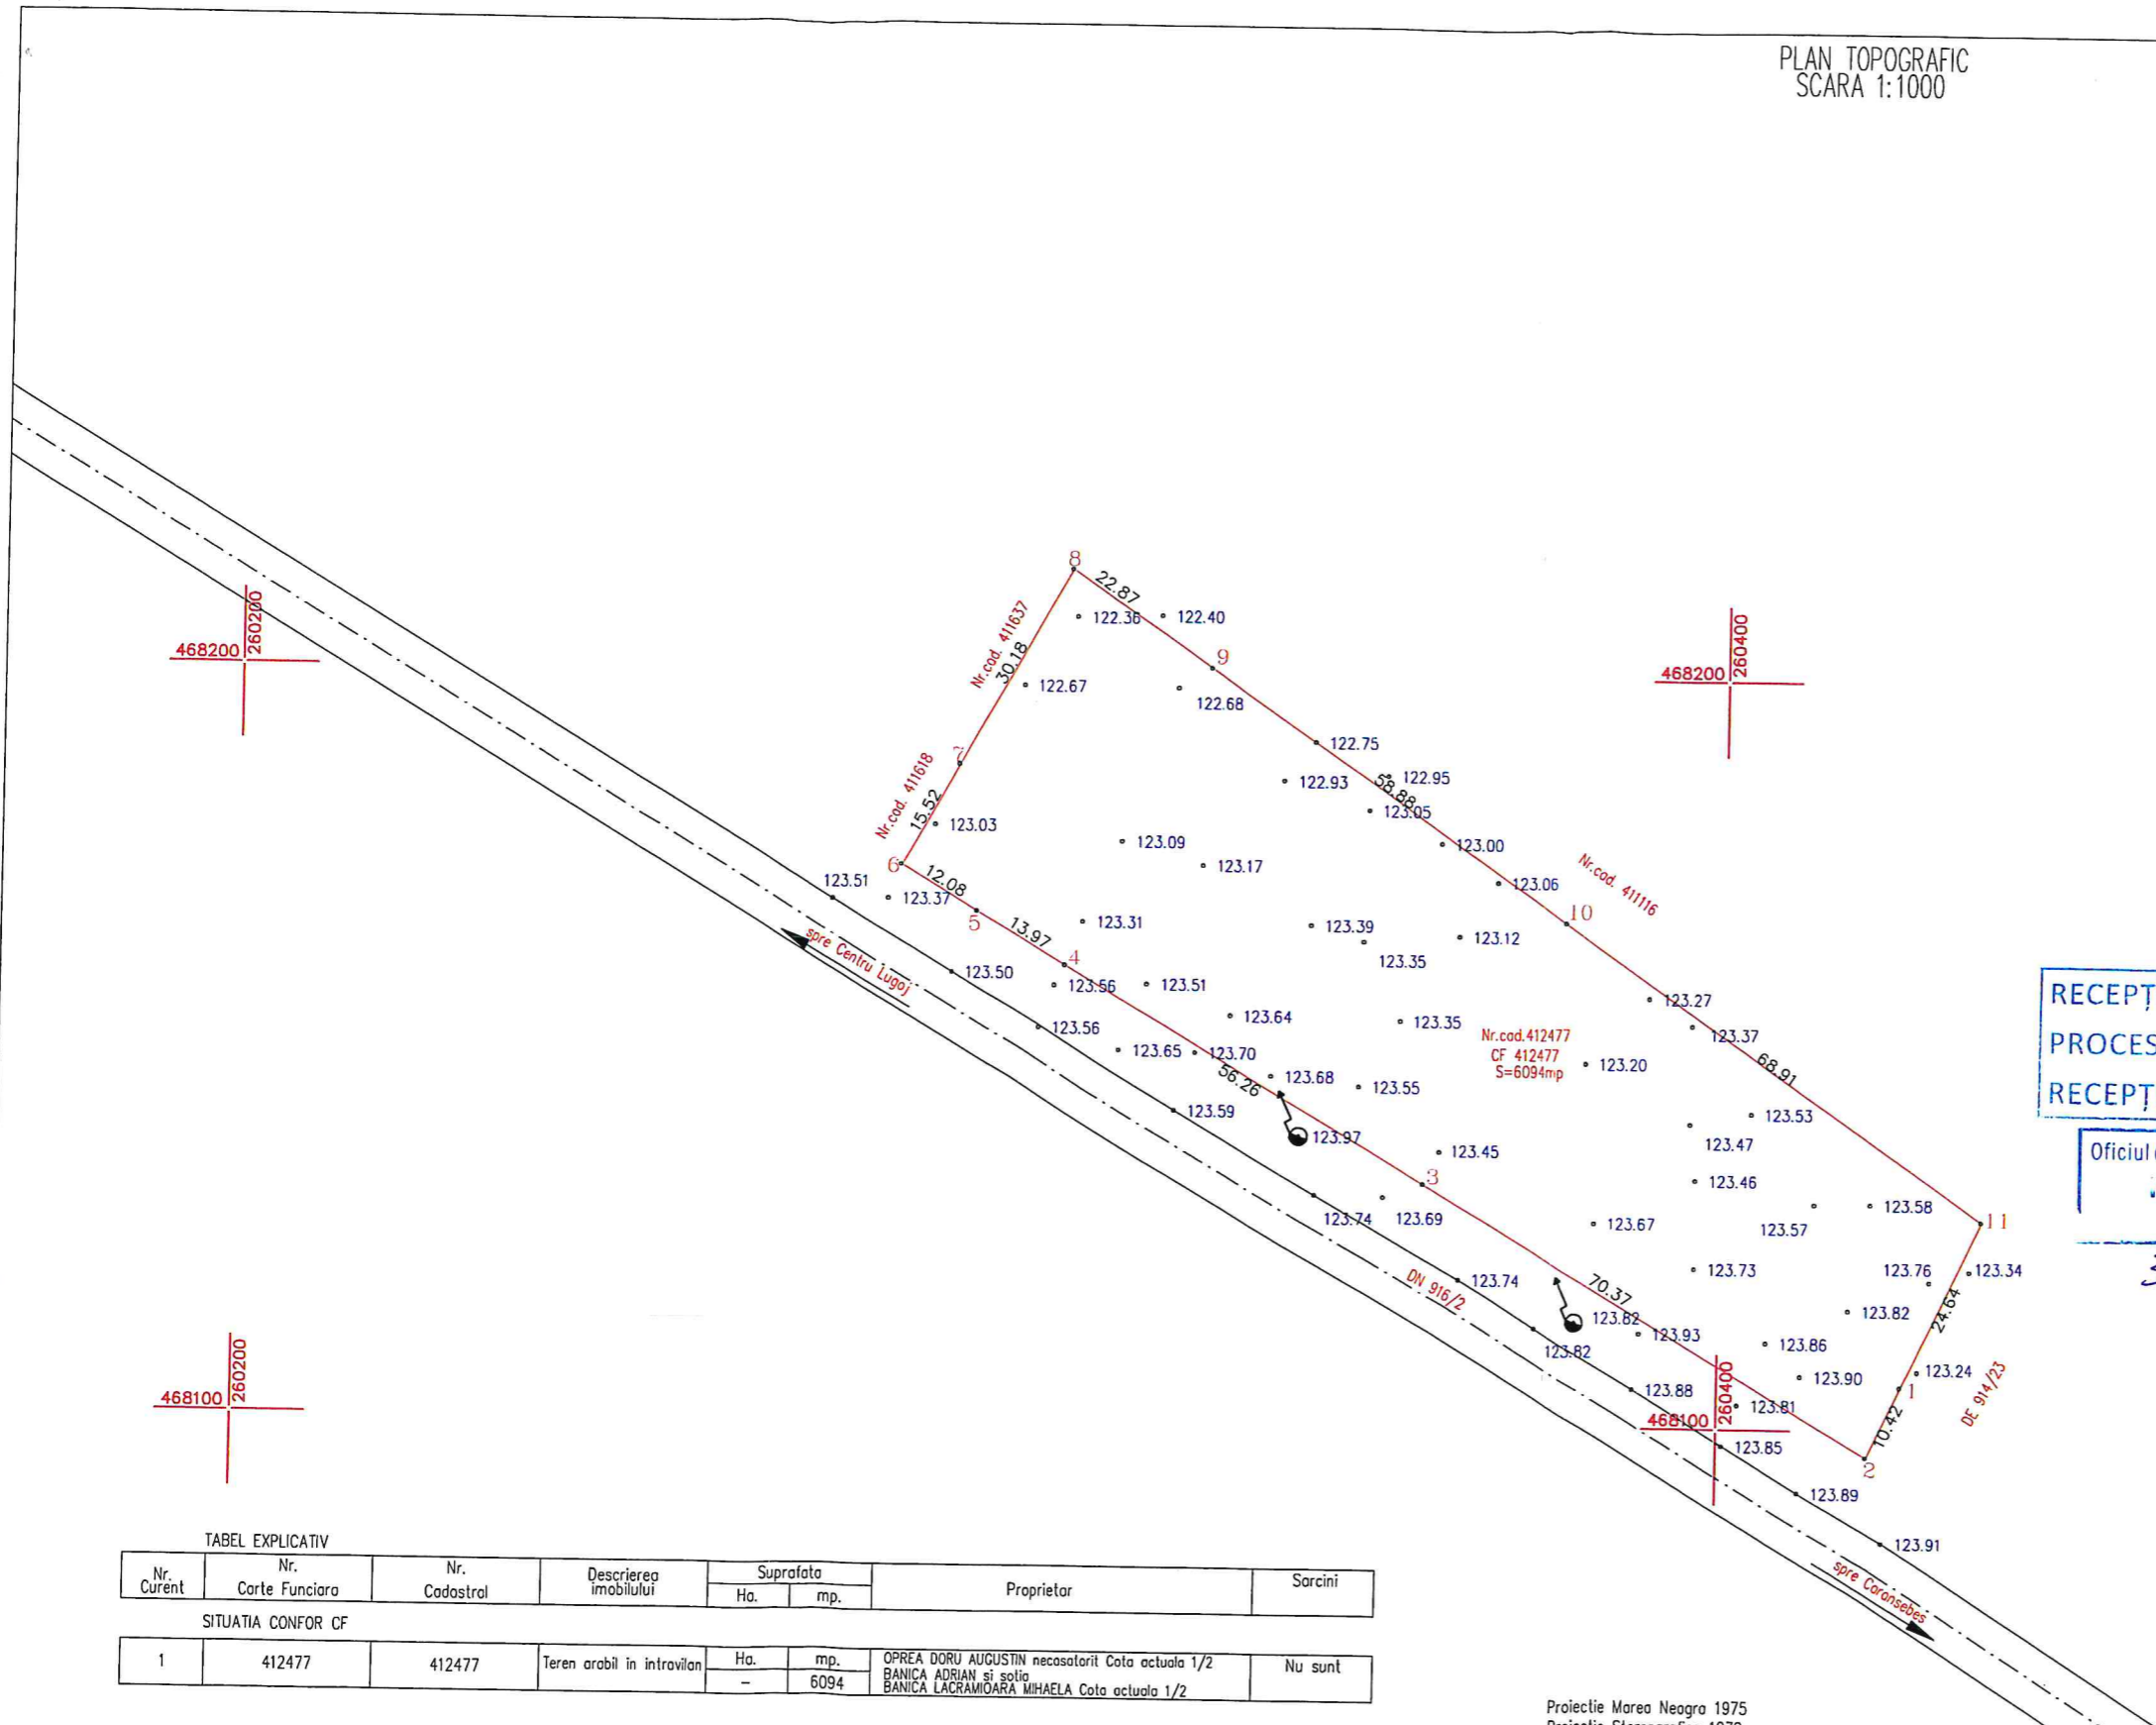 PLAN TOPOGRAFIC
SCARA 1:1000
8
22.87
122.36
122.40
Nr.cad. 411637
30.18
122.67
9
122.68
468200
260200
468200
260400
122.75
7
122.93
122.95
58.88
123.05
Nr.cad. 411618
15.52
123.03
123.09
123.17
123.00
123.06
Nr.cad. 411116
6
12.08
123.51
123.37
5
13.97
123.31
123.39
123.35
123.12
10
spre Centru Lugoj
123.50
4
123.56
123.51
123.56
123.64
123.35
123.27
123.37
Nr.cad.412477
CF 412477
S=6094mp
123.65
123.70
56.26
123.68
123.55
123.20
68.91
123.59
123.97
123.45
3
123.53
123.47
123.46
123.74
123.69
123.67
123.57
123.58
11
DN 916/2
123.74
70.37
123.73
123.76
123.34
123.82
123.93
123.82
24.64
123.82
123.86
123.88
123.90
123.24
1
DE 914/23
123.81
10.42
468100
260200
468100
260400
123.85
2
123.89
123.91
spre Caransebes
RECEPȚ
PROCES
RECEPȚ
Oficiul
TABEL EXPLICATIV
Nr. Curent
Nr. Carte Funciara
Nr. Cadastral
Descrierea imobilului
Suprafata
Ha.
mp.
Proprietar
Sarcini
SITUATIA CONFOR CF
1
412477
412477
Teren arabil in intravilan
Ha.
mp.
–
6094
OPREA DORU AUGUSTIN necasatorit Cota actuala 1/2
BANICA ADRIAN si sotia
BANICA LACRAMIOARA MIHAELA Cota actuala 1/2
Nu sunt
Proiectie Marea Neagra 1975